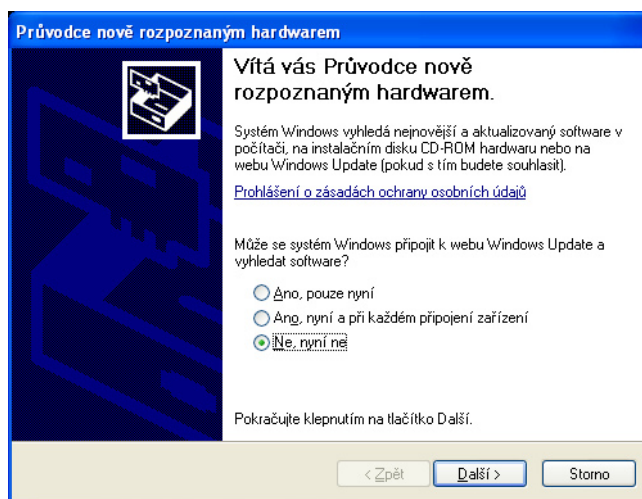 Průvodce nově rozpoznaným hardwarem
Vítá vás Průvodce nově
rozpoznaným hardwarem.
Systém Windows vyhledá nejnovější a aktualizovaný software v
počítači, na instalačním disku CD-ROM hardwaru nebo na
webu Windows Update (pokud s tím budete souhlasit).
Prohlášení o zásadách ochrany osobních údajů
Může se systém Windows připojit k webu Windows Update a
vyhledat software?
Ano, pouze nyní
Ano, nyní a při každém připojení zařízení
Ne, nyní ne
Pokračujte klepnutím na tlačítko Další.
< Zpět
Další >
Storno